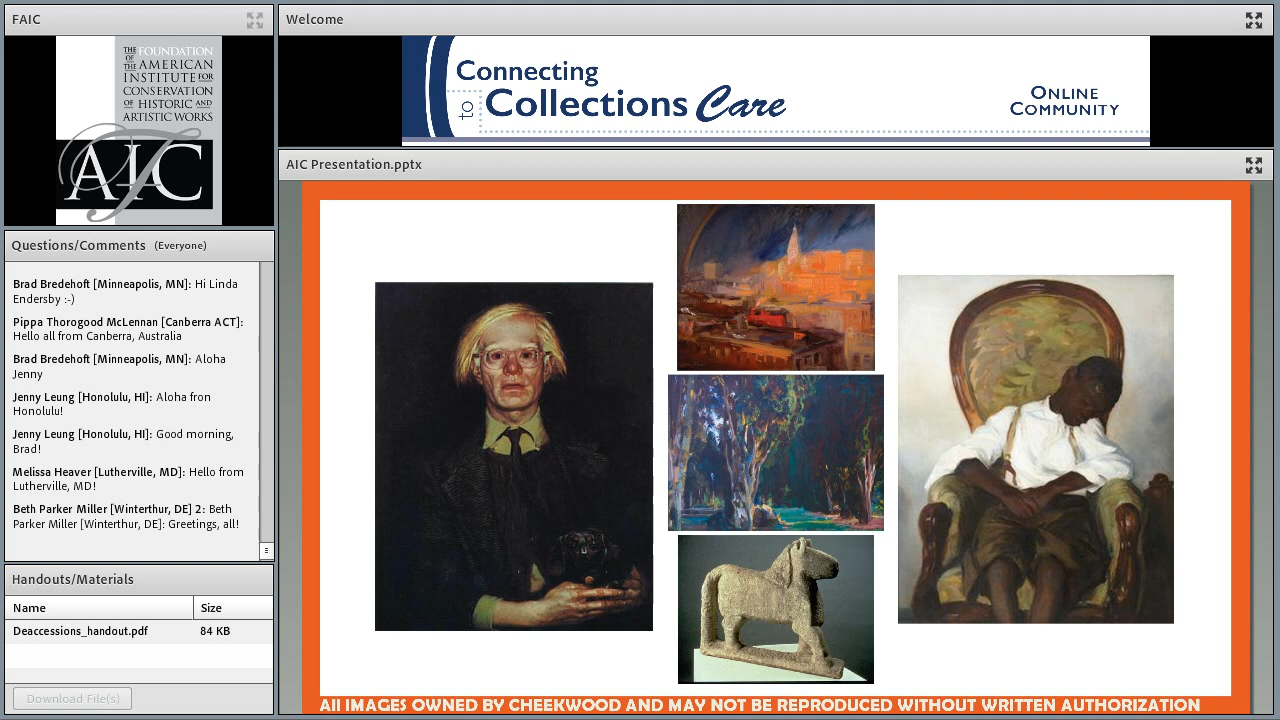 FAIC
THE FOUNDATION
OF THE AMERICAN
INSTITUTE FOR
CONSERVATION
OF HISTORIC AND
ARTISTIC WORKS
AIC
Questions/Comments (Everyone)
Brad Bredehoft [Minneapolis, MN]: Hi Linda
Endersby :-)
Pippa Thorogood McLennan [Canberra ACT]:
Hello all from Canberra, Australia
Brad Bredehoft [Minneapolis, MN]: Aloha
Jenny
Jenny Leung [Honolulu, HI]: Aloha fron
Honolulu!
Jenny Leung [Honolulu, HI]: Good morning,
Brad!
Melissa Heaver [Lutherville, MD]: Hello from
Lutherville, MD!
Beth Parker Miller [Winterthur, DE] 2: Beth
Parker Miller [Winterthur, DE]: Greetings, all!
Handouts/Materials
Name Size
Deaccessions_handout.pdf 84 KB
Download File(s)
Welcome
Connecting
to Collections Care
ONLINE
COMMUNITY
AIC Presentation.pptx
All IMAGES OWNED BY CHEEKWOOD AND MAY NOT BE REPRODUCED WITHOUT WRITTEN AUTHORIZATION